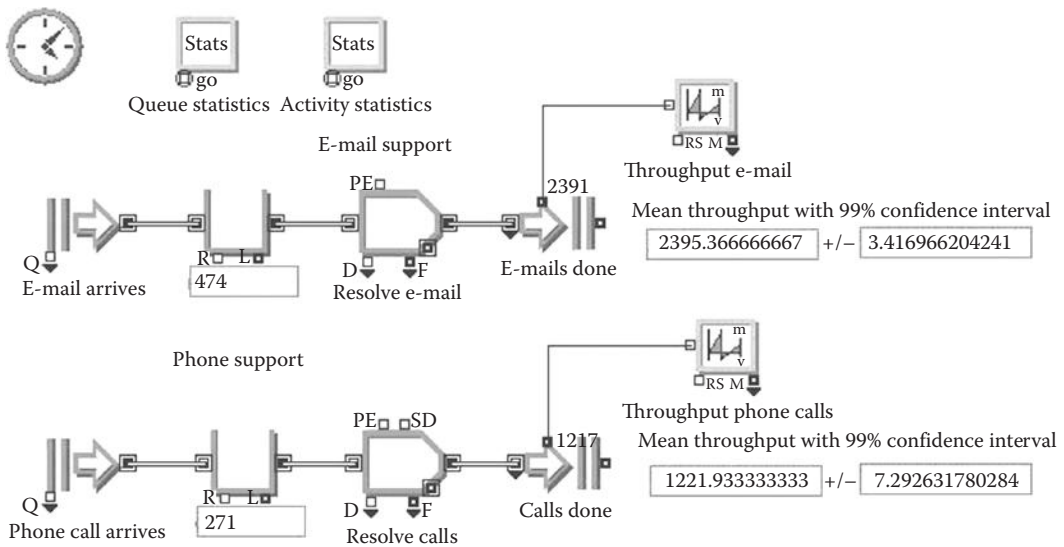 Stats Stats
go go
Queue statistics Activity statistics
E-mail support
m
v
RS M
Throughput e-mail
PE
2391
Mean throughput with 99% confidence interval
2395.366666667 +/– 3.416966204241
Q
R L
D F
E-mails done
E-mail arrives
474
Resolve e-mail
Phone support
m
v
RS M
Throughput phone calls
PE SD
1217
Mean throughput with 99% confidence interval
1221.933333333 +/– 7.292631780284
Q
R L
D F
Calls done
Phone call arrives
271
Resolve calls